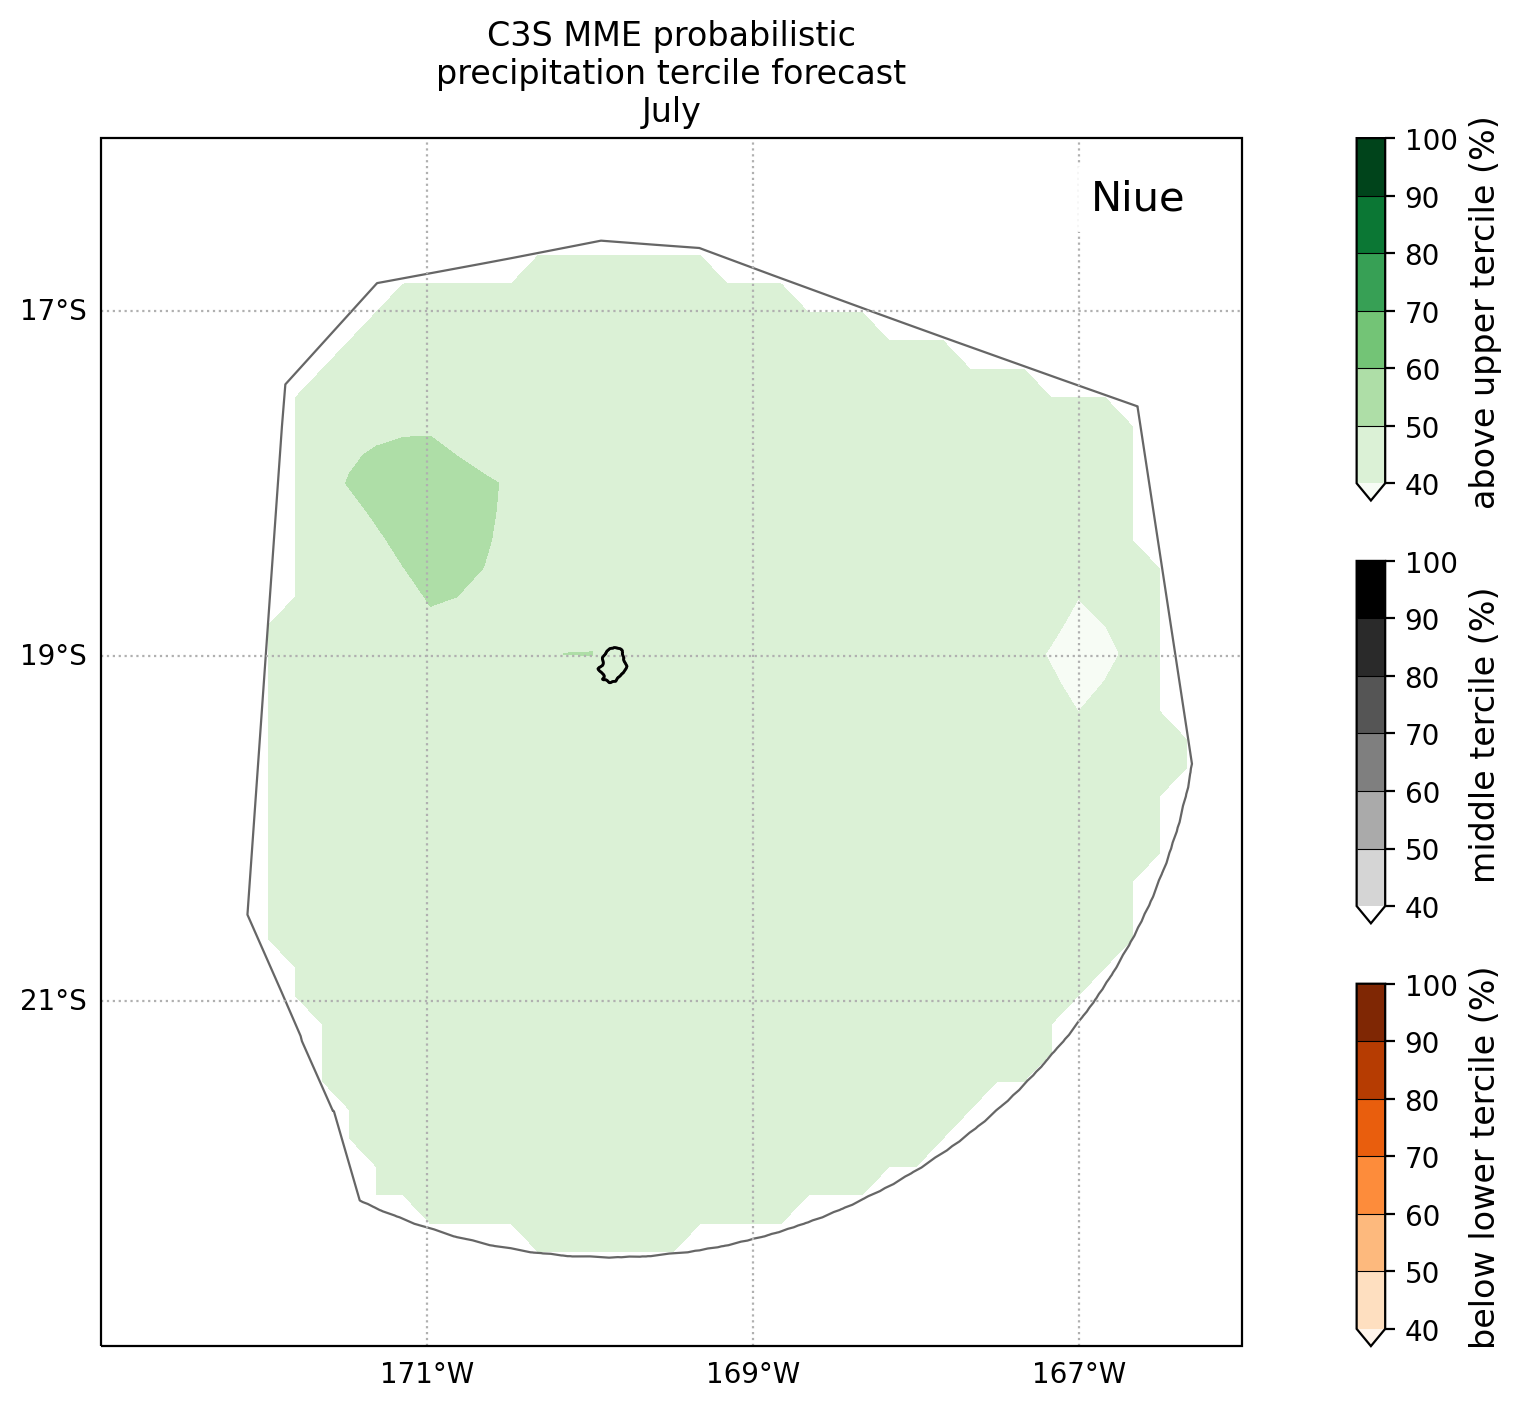 C3S MME probabilistic
precipitation tercile forecast
July
Niue
17°S
19°S
21°S
171°W
169°W
167°W
100
90
80
70
60
50
40
above upper tercile (%)
100
90
80
70
60
50
40
middle tercile (%)
100
90
80
70
60
50
40
below lower tercile (%)